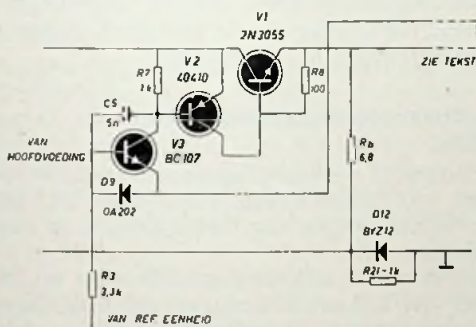 V1
2N3055
ZIE TEKST
V2
40410
R7
1k
R8
100
C5
5n
V3
BC107
VAN
HOOFDVOEDING
D9
OA202
Rb
6,8
D12
BYZ12
R21-1k
R3
3,3k
VAN REF. EENHEID